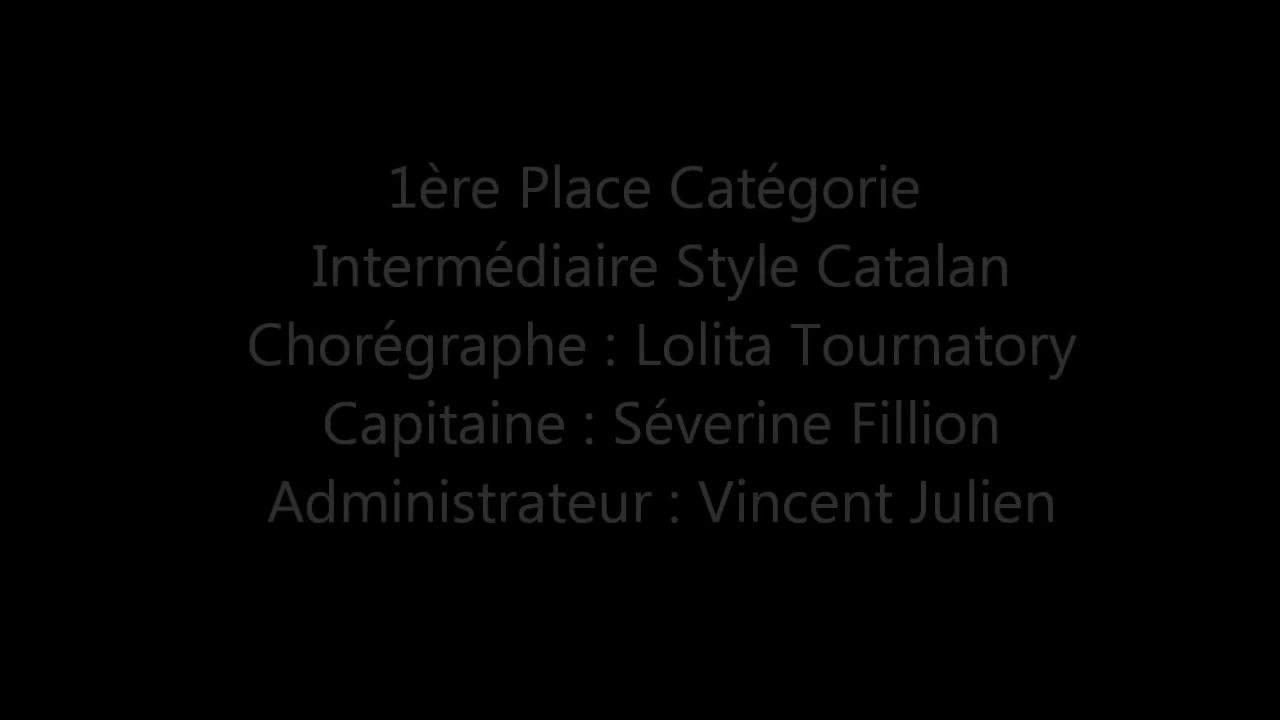 1ère Place Catégorie
Intermédiaire Style Catalan
Chorégraphe : Lolita Tournatory
Capitaine : Séverine Fillion
Administrateur : Vincent Julien